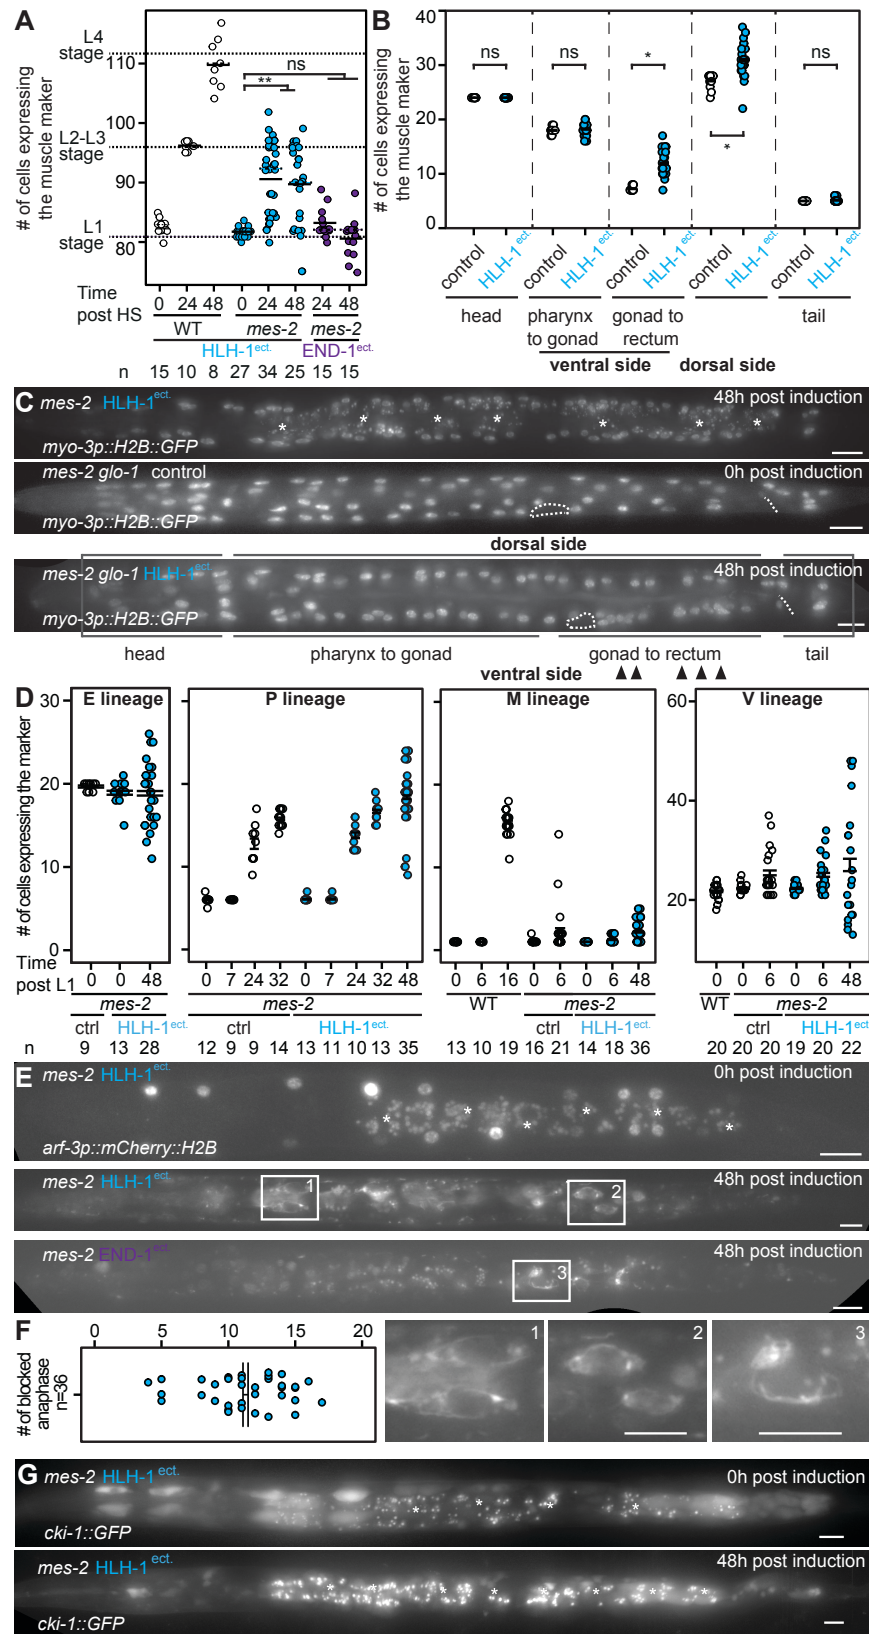 A
# of cells expressing
the muscle maker
L4
stage
110
100
L2-L3
stage
90
L1
stage
80
ns
**
Time
post HS
0 24 48 0 24 48 24 48
WT mes-2 mes-2
HLH-1ect. END-1ect.
n 15 10 8 27 34 25 15 15
B
# of cells expressing
the muscle maker
40
30
20
10
0
ns ns * * ns
control HLH-1ect. control HLH-1ect. control HLH-1ect. control HLH-1ect. control HLH-1ect.
head pharynx to gonad gonad to rectum tail
ventral side dorsal side
C
mes-2 HLH-1ect. 48h post induction
* * * * * * *
myo-3p::H2B::GFP
mes-2 glo-1 control 0h post induction
myo-3p::H2B::GFP
dorsal side
mes-2 glo-1 HLH-1ect. 48h post induction
myo-3p::H2B::GFP
head pharynx to gonad gonad to rectum tail
ventral side
D
# of cells expressing the marker
E lineage P lineage M lineage V lineage
30
20
10
0
60
40
20
Time
post L1
0 0 48 0 7 24 32 0 7 24 32 48 0 6 16 0 6 0 6 48 0 0 6 0 6 48
mes-2 mes-2 WT mes-2 WT mes-2
ctrl HLH-1ect. ctrl HLH-1ect. ctrl HLH-1ect. ctrl HLH-1ect
n 9 13 28 12 9 9 14 13 11 10 13 35 13 10 19 16 21 14 18 36 20 20 20 19 20 22
E
mes-2 HLH-1ect. 0h post induction
* * * * * *
arf-3p::mCherry::H2B
mes-2 HLH-1ect. 48h post induction
1 2
mes-2 END-1ect. 48h post induction
3
F
0 5 10 15 20
# of blocked
anaphase
n=36
1 2 3
G
mes-2 HLH-1ect. 0h post induction
* * * *
cki-1::GFP
mes-2 HLH-1ect. 48h post induction
* * * * * * * *
cki-1::GFP